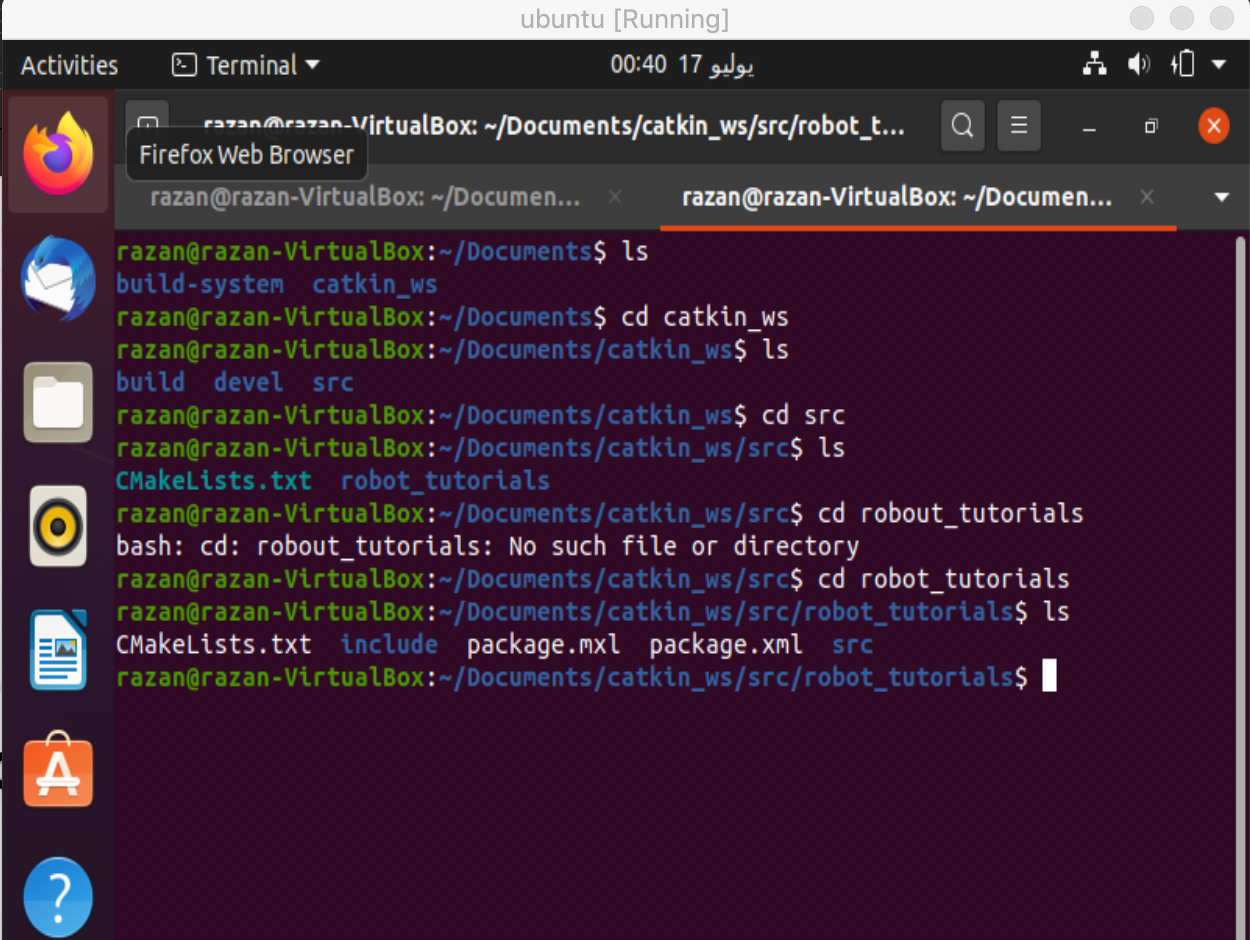 ubuntu [Running]
Activities Terminal 00:40 17 يوليو
razan@razan-VirtualBox: ~/Documents/catkin_ws/src/robot_t...
Firefox Web Browser
razan@razan-VirtualBox: ~/Documen... razan@razan-VirtualBox: ~/Documen...
razan@razan-VirtualBox:~/Documents$ ls
build-system catkin_ws
razan@razan-VirtualBox:~/Documents$ cd catkin_ws
razan@razan-VirtualBox:~/Documents/catkin_ws$ ls
build devel src
razan@razan-VirtualBox:~/Documents/catkin_ws$ cd src
razan@razan-VirtualBox:~/Documents/catkin_ws/src$ ls
CMakeLists.txt robot_tutorials
razan@razan-VirtualBox:~/Documents/catkin_ws/src$ cd robout_tutorials
bash: cd: robout_tutorials: No such file or directory
razan@razan-VirtualBox:~/Documents/catkin_ws/src$ cd robot_tutorials
razan@razan-VirtualBox:~/Documents/catkin_ws/src/robot_tutorials$ ls
CMakeLists.txt include package.mxl package.xml src
razan@razan-VirtualBox:~/Documents/catkin_ws/src/robot_tutorials$